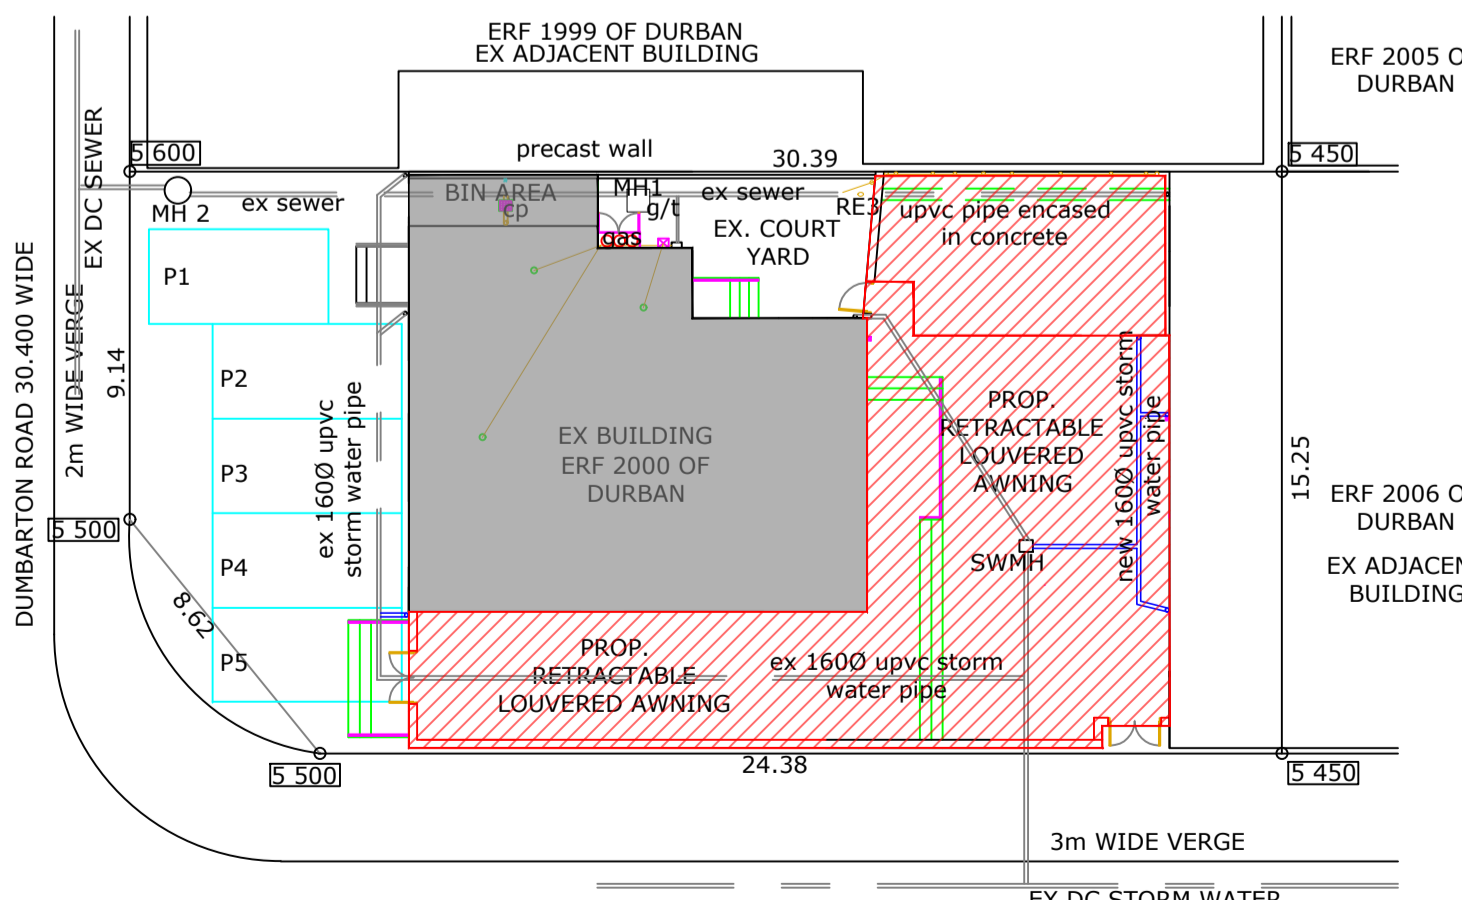 ERF 1999 OF DURBAN
EX ADJACENT BUILDING
ERF 2005 O
DURBAN
5 600
precast wall
30.39
5 450
EX DC SEWER
MH 2
ex sewer
BIN AREA
cp
MH1
g/t
gas
ex sewer
RE3
EX. COURT
YARD
upvc pipe encased
in concrete
DUMBARTON ROAD 30.400 WIDE
2m WIDE VERGE
9.14
P1
P2
P3
P4
P5
ex 160Ø upvc
storm water pipe
EX BUILDING
ERF 2000 OF
DURBAN
PROP.
RETRACTABLE
LOUVERED
AWNING
new 160Ø upvc storm
water pipe
15.25
ERF 2006 O
DURBAN
EX ADJACEN
BUILDING
5 500
8.62
SWMH
PROP.
RETRACTABLE
LOUVERED AWNING
ex 160Ø upvc storm
water pipe
5 500
24.38
5 450
3m WIDE VERGE
EX DC STORM WATER